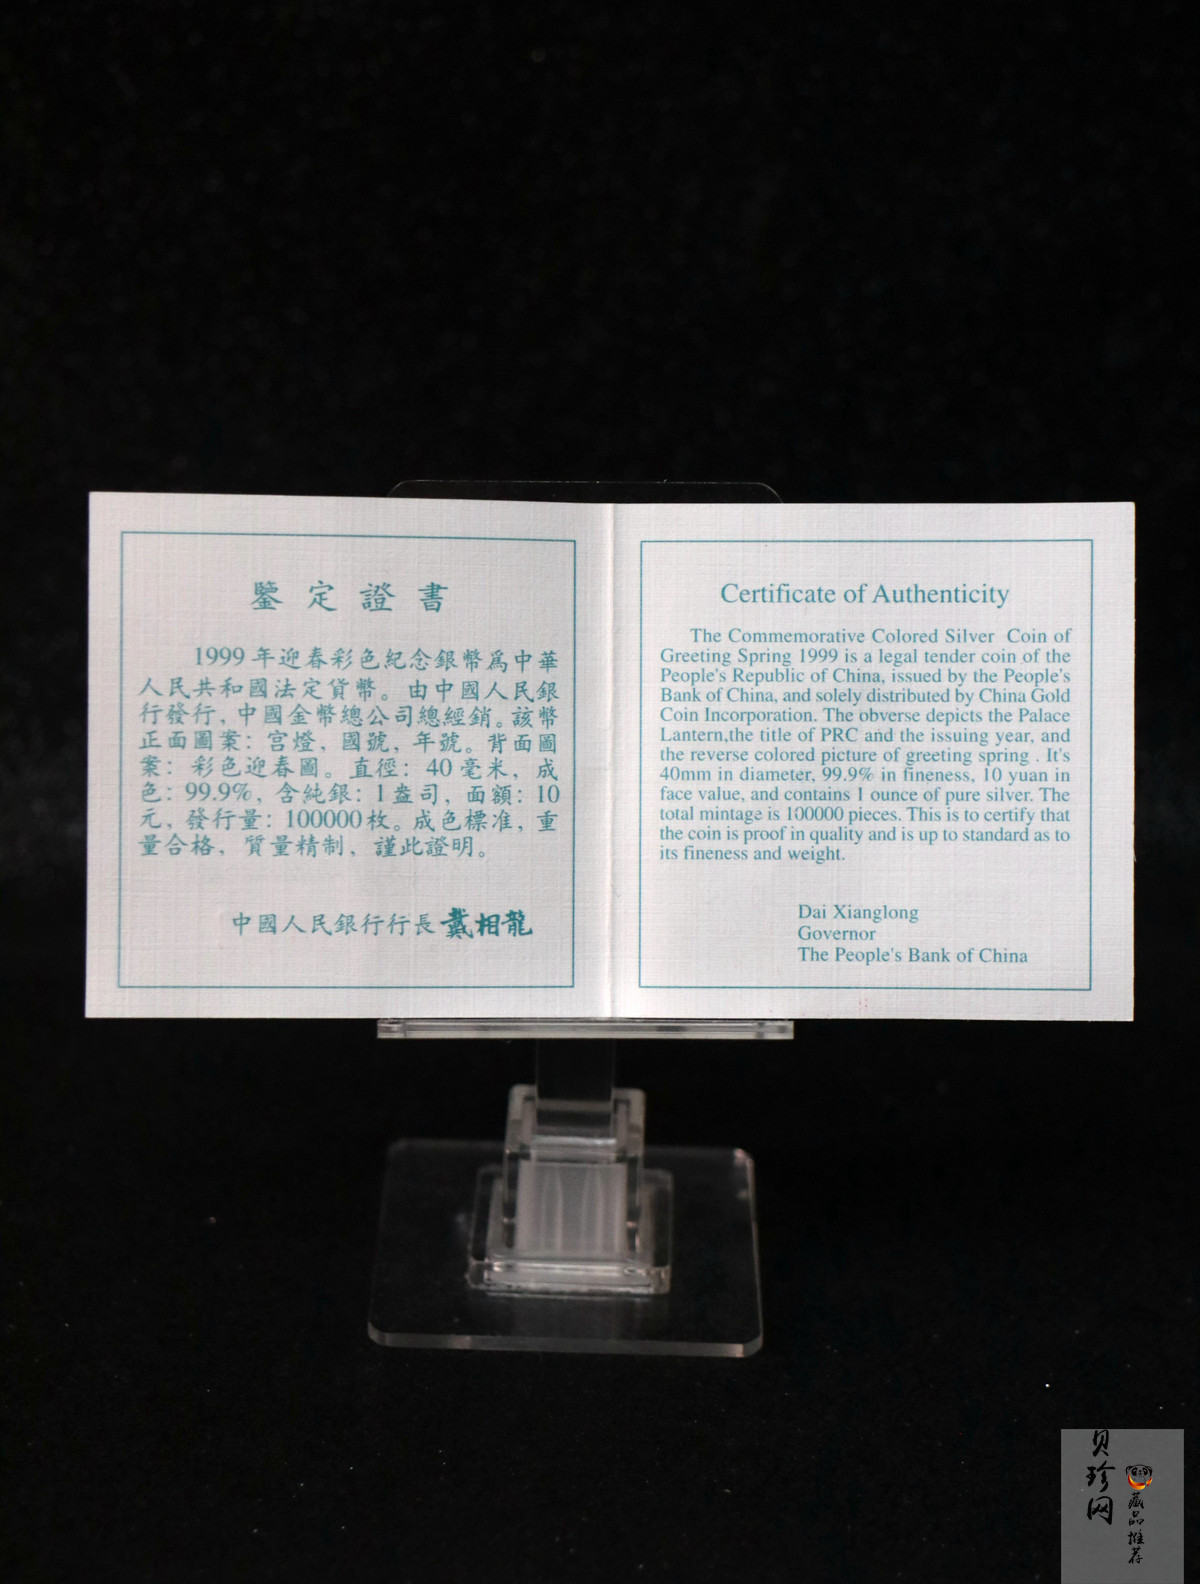 鑒定證書
1999年迎春彩色紀念銀幣爲中華
人民共和國法定貨幣。由中國人民銀
行發行，中國金幣總公司總經銷。該幣
正面圖案：宫燈，國號，年號。背面圖
案：彩色迎春圖。直徑：40毫米，成
色：99.9%，含純銀：1盎司，面額：10
元，發行量：100000枚。成色標准，重
量合格，質量精制，謹此證明。
中國人民銀行行長戴相龍
Certificate of Authenticity
The Commemorative Colored Silver Coin of
Greeting Spring 1999 is a legal tender coin of the
People's Republic of China, issued by the People's
Bank of China, and solely distributed by China Gold
Coin Incorporation. The obverse depicts the Palace
Lantern,the title of PRC and the issuing year, and
the reverse colored picture of greeting spring . It's
40mm in diameter, 99.9% in fineness, 10 yuan in
face value, and contains 1 ounce of pure silver. The
total mintage is 100000 pieces. This is to certify that
the coin is proof in quality and is up to standard as to
its fineness and weight.
Dai Xianglong
Governor
The People's Bank of China
贝珍网
藏品推荐